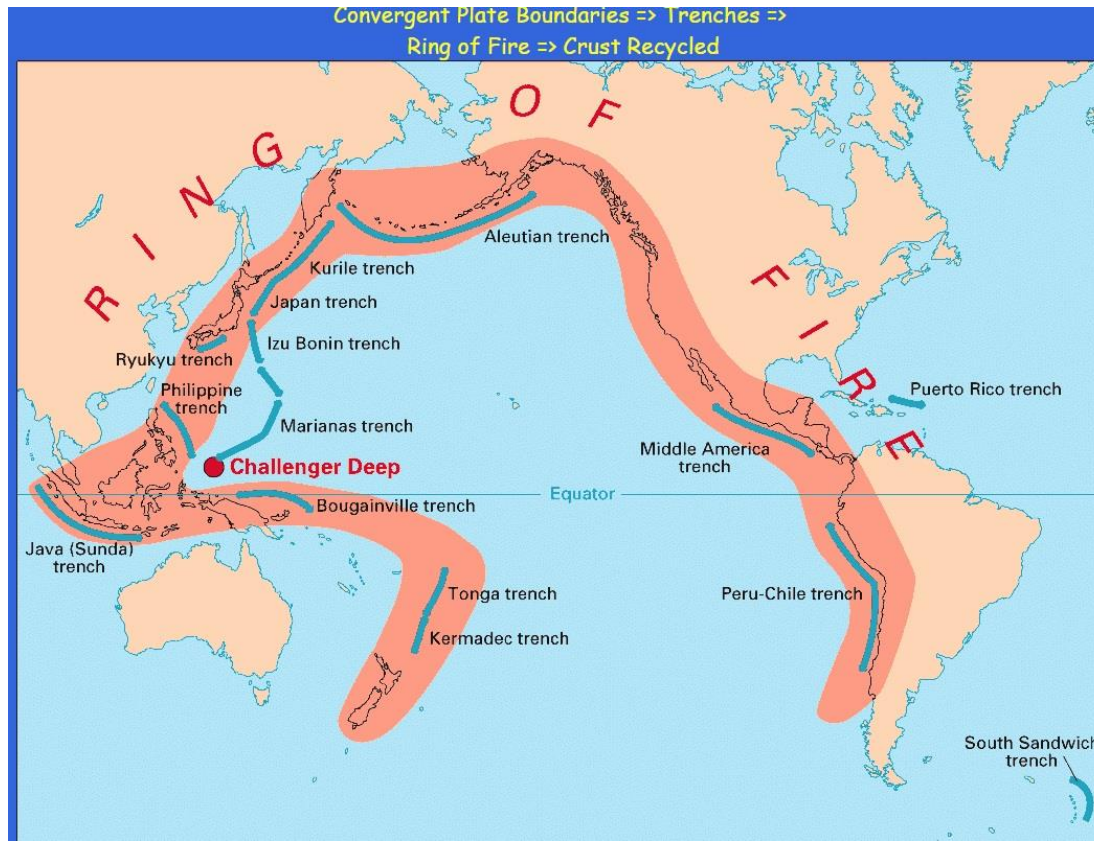 Convergent Plate Boundaries => Trenches =>
Ring of Fire => Crust Recycled
RING OF FIRE
Aleutian trench
Kurile trench
Japan trench
Izu Bonin trench
Ryukyu trench
Philippine
trench
Marianas trench
Challenger Deep
Puerto Rico trench
Middle America
trench
Equator
Bougainville trench
Java (Sunda)
trench
Tonga trench
Kermadec trench
Peru-Chile trench
South Sandwich
trench